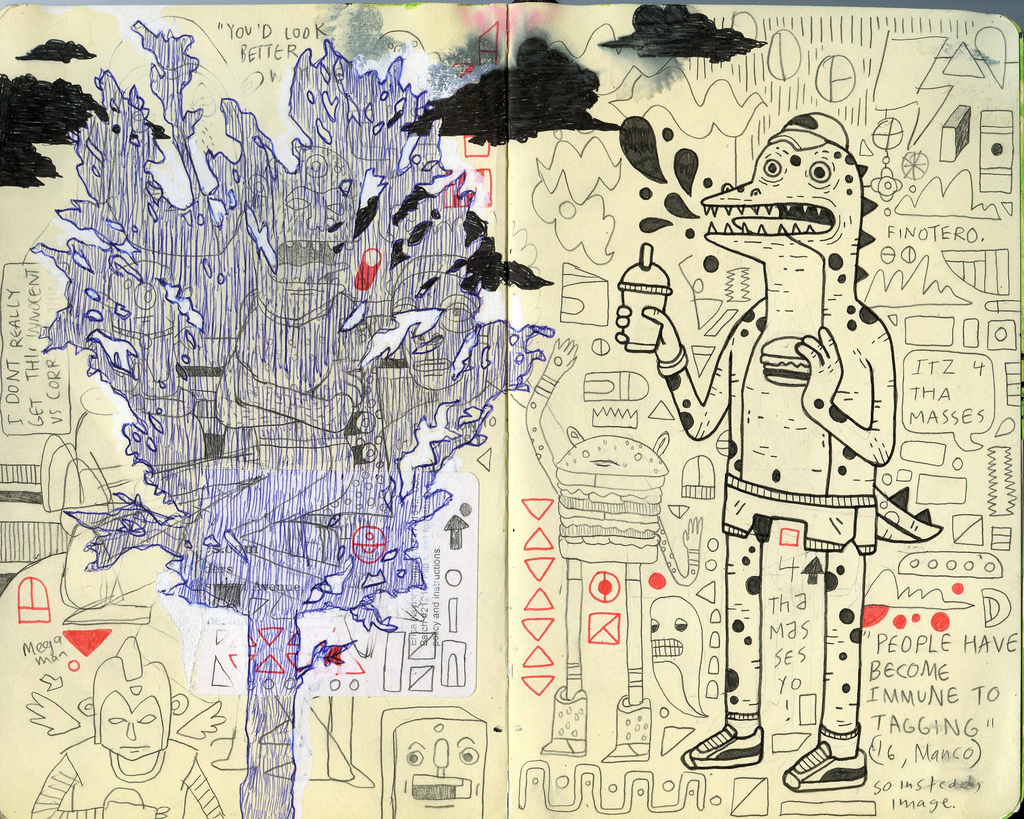 "YOU'D LOOK
BETTER
W
I DONT REALLY
GET THE INNOCENT
VS CORP.
Avenue
policy and instructions.
Mega
man
FINOTERO.
ITZ 4
THA
MASSES
4
Tha
mas
ses
yo
"PEOPLE HAVE
BECOME
IMMUNE TO
TAGGING"
('16, Manco)
so instead
image.